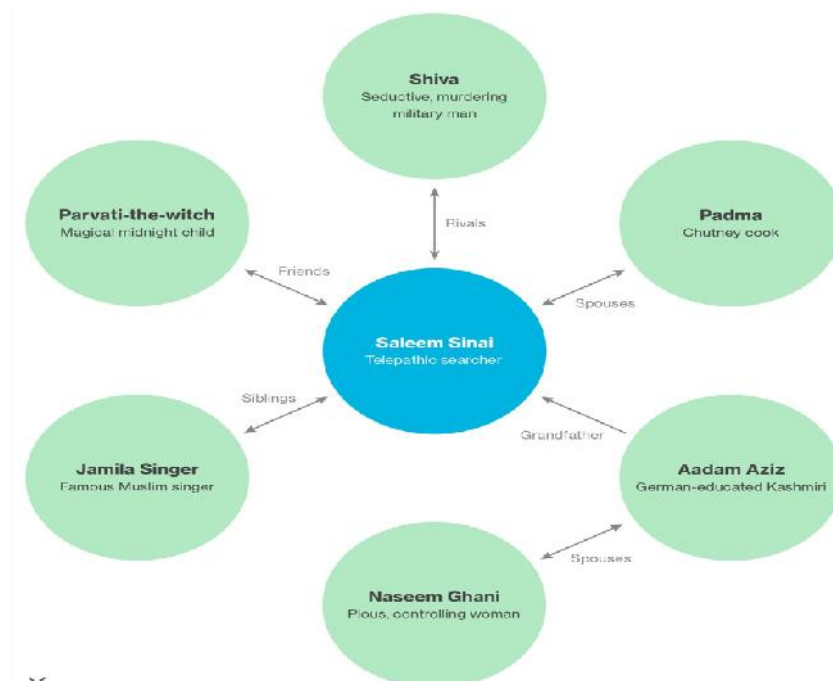 Shiva
Seductive, murdering
military man
Parvati-the-witch
Magical midnight child
Rivals
Padma
Chutney cook
Friends
Spouses
Saleem Sinai
Telepathic searcher
Siblings
Grandfather
Jamila Singer
Famous Muslim singer
Aadam Aziz
German-educated Kashmiri
Spouses
Naseem Ghani
Pious, controlling woman